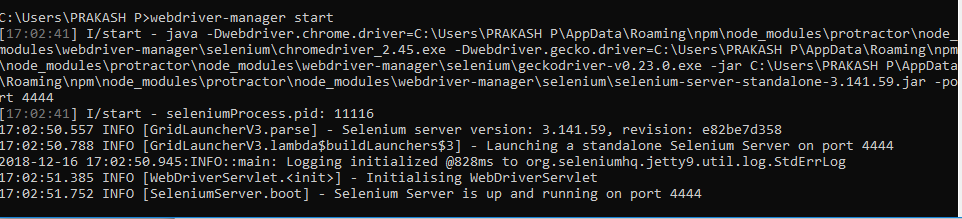 C:\Users\PRAKASH P>webdriver-manager start
[17:02:41] I/start - java -Dwebdriver.chrome.driver=C:\Users\PRAKASH P\AppData\Roaming\npm\node_modules\protractor\node_
modules\webdriver-manager\selenium\chromedriver_2.45.exe -Dwebdriver.gecko.driver=C:\Users\PRAKASH P\AppData\Roaming\npm
\node_modules\protractor\node_modules\webdriver-manager\selenium\geckodriver-v0.23.0.exe -jar C:\Users\PRAKASH P\AppData
\Roaming\npm\node_modules\protractor\node_modules\webdriver-manager\selenium\selenium-server-standalone-3.141.59.jar -po
rt 4444
[17:02:41] I/start - seleniumProcess.pid: 11116
17:02:50.557 INFO [GridLauncherV3.parse] - Selenium server version: 3.141.59, revision: e82be7d358
17:02:50.788 INFO [GridLauncherV3.lambda$buildLaunchers$3] - Launching a standalone Selenium Server on port 4444
2018-12-16 17:02:50.945:INFO::main: Logging initialized @828ms to org.seleniumhq.jetty9.util.log.StdErrLog
17:02:51.385 INFO [WebDriverServlet.<init>] - Initialising WebDriverServlet
17:02:51.752 INFO [SeleniumServer.boot] - Selenium Server is up and running on port 4444